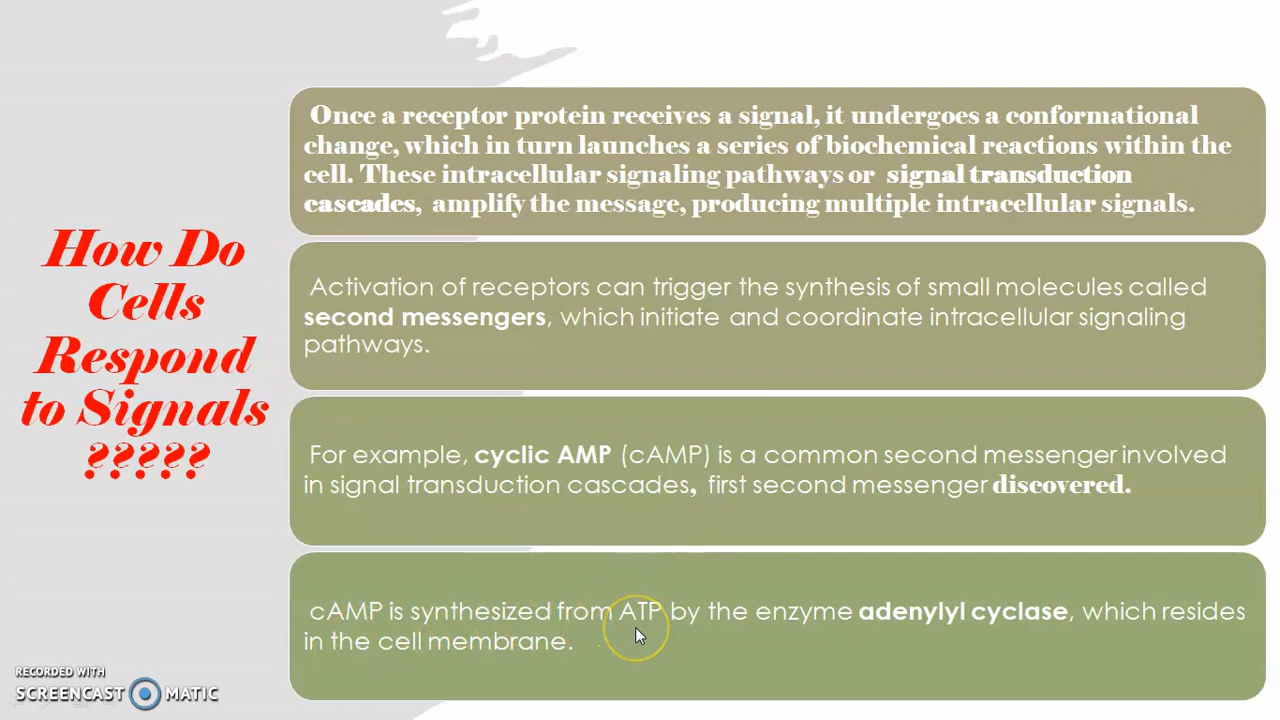 How Do
Cells
Respond
to Signals
?????
Once a receptor protein receives a signal, it undergoes a conformational
change, which in turn launches a series of biochemical reactions within the
cell. These intracellular signaling pathways or signal transduction
cascades, amplify the message, producing multiple intracellular signals.
Activation of receptors can trigger the synthesis of small molecules called
second messengers, which initiate and coordinate intracellular signaling
pathways.
For example, cyclic AMP (cAMP) is a common second messenger involved
in signal transduction cascades, first second messenger discovered.
cAMP is synthesized from ATP by the enzyme adenylyl cyclase, which resides
in the cell membrane.
RECORDED WITH
SCREENCAST MATIC